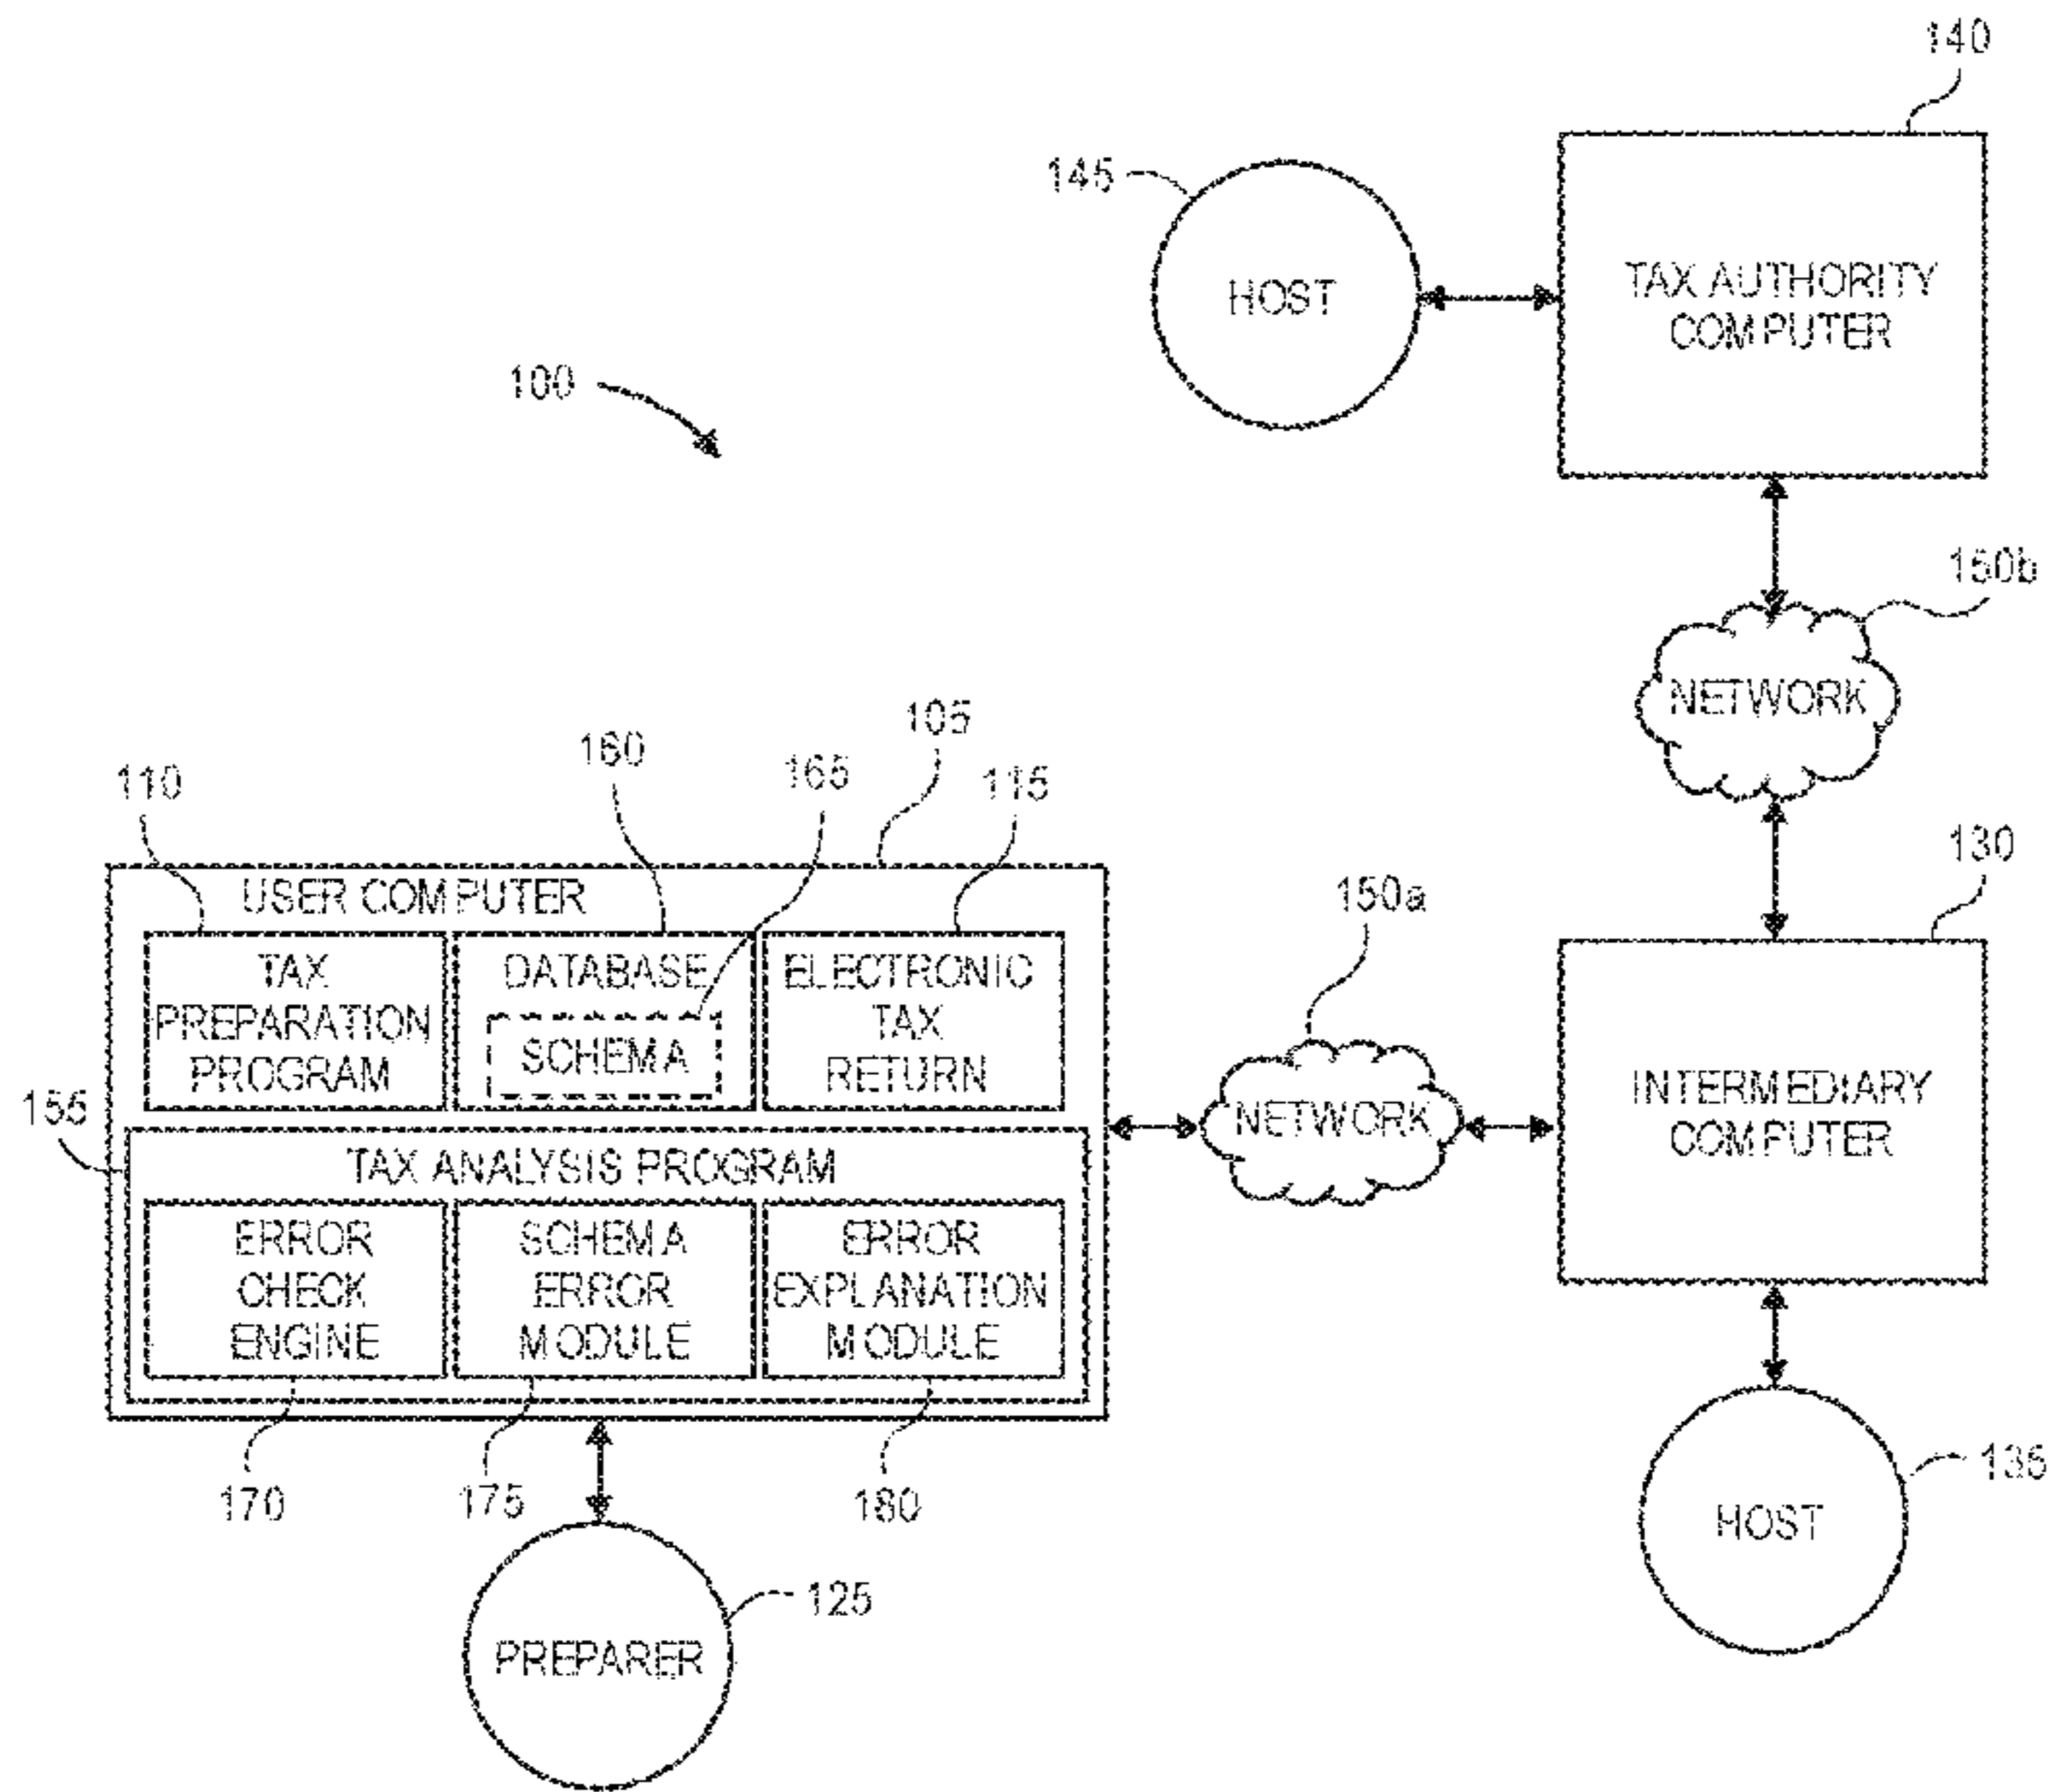 140
145
HOST
TAX AUTHORITY
COMPUTER
100
150b
NETWORK
105
160
165
115
110
130
150a
USER COMPUTER
TAX
PREPARATION
PROGRAM
DATABASE
SCHEMA
ELECTRONIC
TAX
RETURN
155
NETWORK
INTERMEDIARY
COMPUTER
TAX ANALYSIS PROGRAM
ERROR
CHECK
ENGINE
SCHEMA
ERROR
MODULE
ERROR
EXPLANATION
MODULE
170
175
180
135
HOST
125
PREPARER